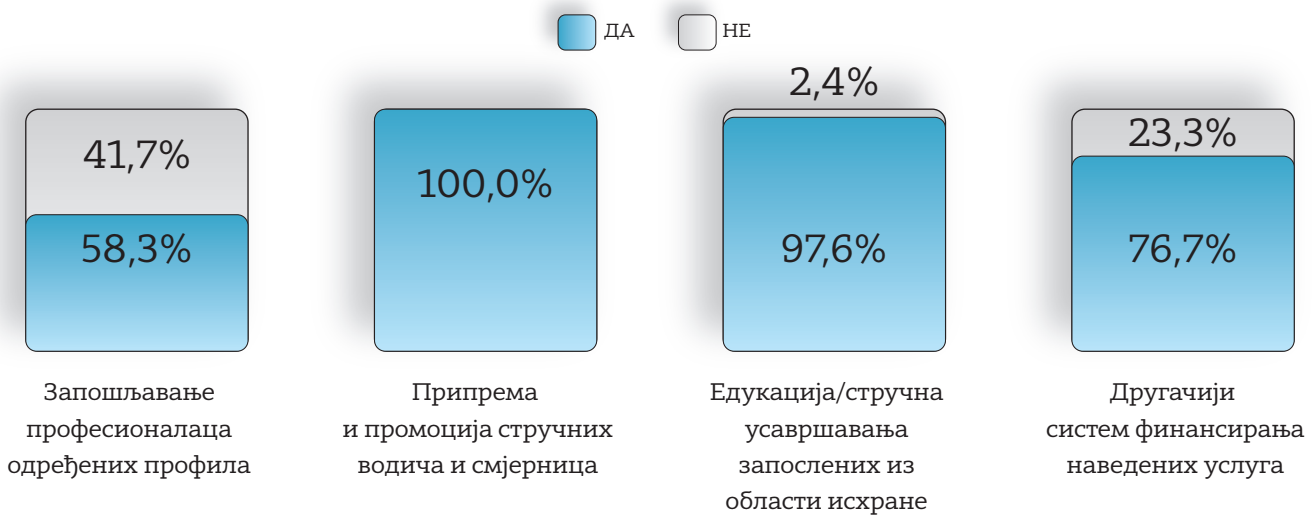 ДА НЕ
41,7%
58,3%
Запошљавање
професионалаца
одређених профила
100,0%
Припрема
и промоција стручних
водича и смјерница
2,4%
97,6%
Едукација/стручна
усавршавања
запослених из
области исхране
23,3%
76,7%
Другачији
систем финансирања
наведених услуга